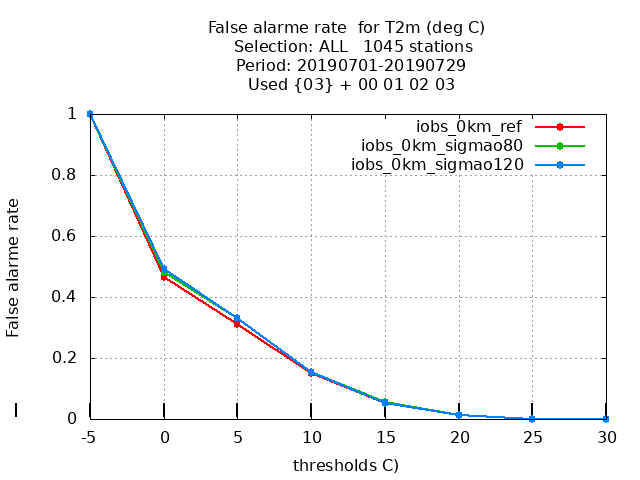 False alarme rate  for T2m (deg C)
Selection: ALL   1045 stations
Period: 20190701-20190729
Used {03} + 00 01 02 03
iobs_0km_ref
iobs_0km_sigmao80
iobs_0km_sigmao120
False alarme rate
1
0.8
0.6
0.4
0.2
0
-5 0 5 10 15 20 25 30
thresholds C)